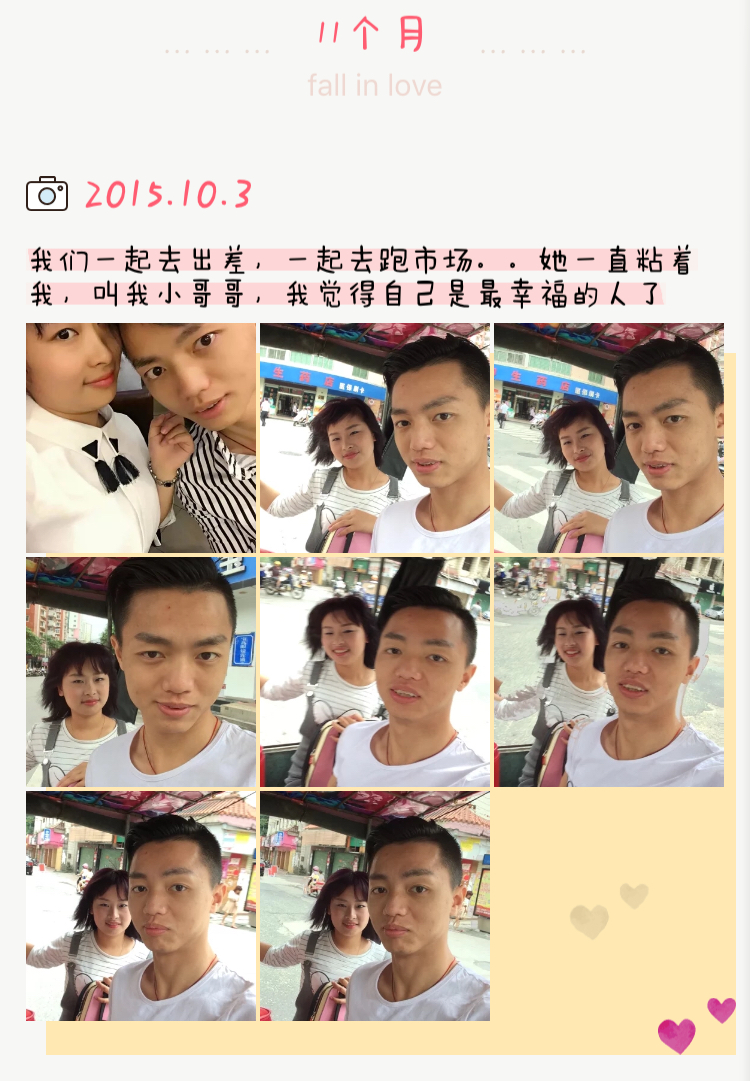 ... ... ... 11个月 ... ... ...
fall in love
2015.10.3
我们一起去出差，一起去跑市场。。她一直粘着
我，叫我小哥哥，我觉得自己是最幸福的人了